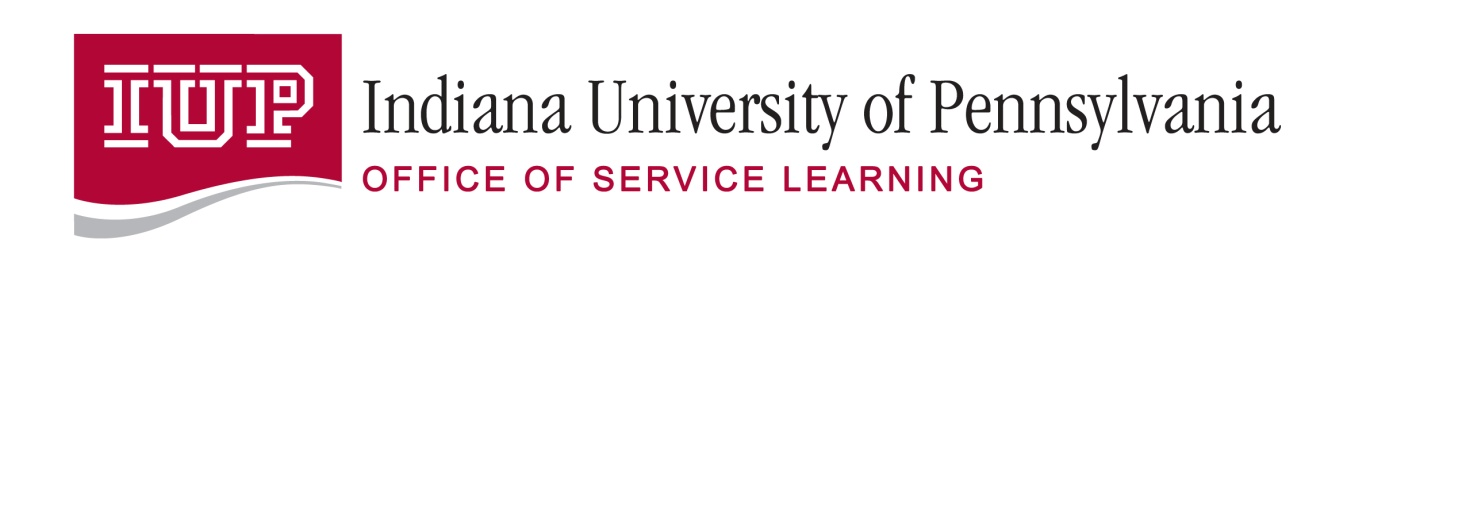 IUP
Indiana University of Pennsylvania
OFFICE OF SERVICE LEARNING